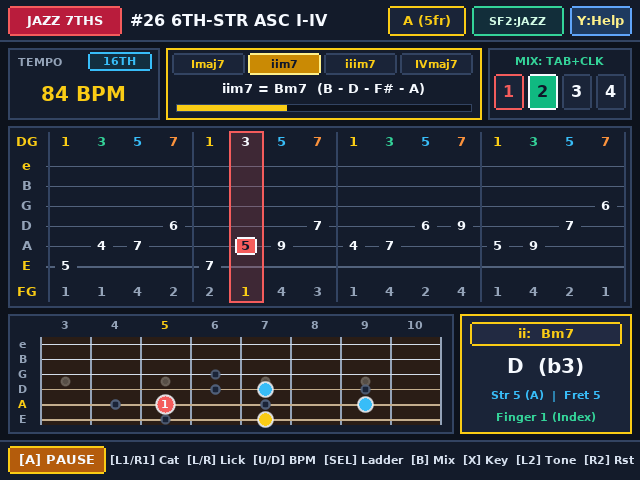 JAZZ 7THS #26 6TH-STR ASC I-IV A (5fr) SF2:JAZZ Y:Help
TEMPO 16TH
84 BPM
Imaj7 iim7 iiim7 IVmaj7
iim7 = Bm7 (B - D - F# - A)
MIX: TAB+CLK
1 2 3 4
DG 1 3 5 7 1 3 5 7 1 3 5 7 1 3 5 7
e
B
G 6
D 6 7 6 9 7
A 4 7 5 9 4 7 5 9
E 5 7
FG 1 1 4 2 2 1 4 3 1 4 2 4 1 4 2 1
3 4 5 6 7 8 9 10
e
B
G
D
A 1
E
ii: Bm7
D (b3)
Str 5 (A) | Fret 5
Finger 1 (Index)
[A] PAUSE [L1/R1] Cat [L/R] Lick [U/D] BPM [SEL] Ladder [B] Mix [X] Key [L2] Tone [R2] Rst